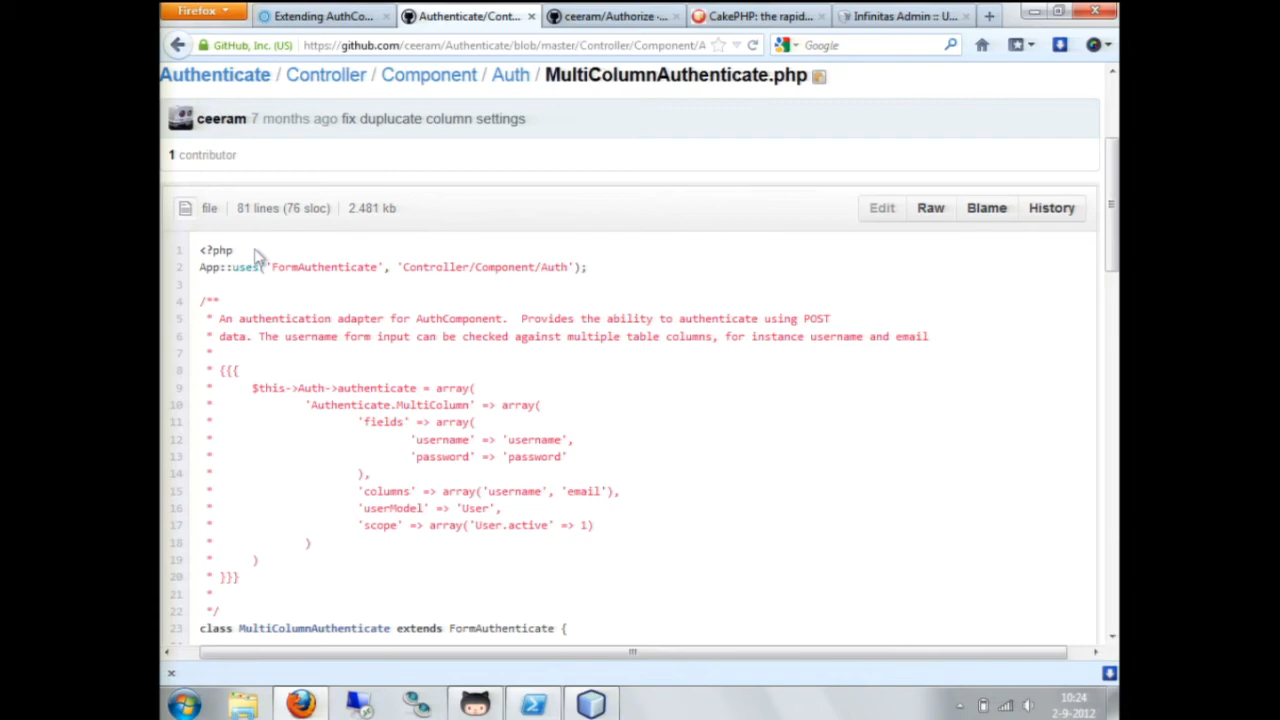 Firefox
Extending AuthCo...
Authenticate/Cont...
ceeram/Authorize ·...
CakePHP: the rapid...
Infinitas Admin :: U...
GitHub, Inc. (US)
https://github.com/ceeram/Authenticate/blob/master/Controller/Component/A
Google
Authenticate / Controller / Component / Auth / MultiColumnAuthenticate.php
ceeram 7 months ago fix duplucate column settings
1 contributor
file 81 lines (76 sloc) 2.481 kb
Edit Raw Blame History
1 <?php
2 App::uses('FormAuthenticate', 'Controller/Component/Auth');
3
4 /**
5 * An authentication adapter for AuthComponent.  Provides the ability to authenticate using POST
6 * data. The username form input can be checked against multiple table columns, for instance username and email
7 *
8 * {{{
9 * $this->Auth->authenticate = array(
10 * 'Authenticate.MultiColumn' => array(
11 * 'fields' => array(
12 * 'username' => 'username',
13 * 'password' => 'password'
14 * ),
15 * 'columns' => array('username', 'email'),
16 * 'userModel' => 'User',
17 * 'scope' => array('User.active' => 1)
18 * )
19 * )
20 * }}}
21 *
22 */
23 class MultiColumnAuthenticate extends FormAuthenticate {
10:24
2-9-2012